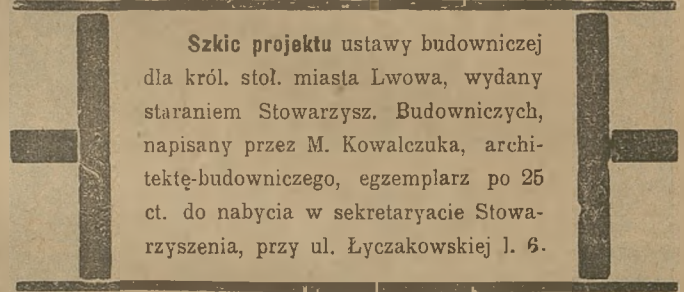 Szkic projektu ustawy budowniczej
dla król. stoł. miasta Lwowa, wydany
staraniem Stowarzysz. Budowniczych,
napisany przez M. Kowalczuka, archi-
tektę-budowniczego, egzemplarz po 25
ct. do nabycia w sekretaryacie Stowa-
rzyszenia, przy ul. Łyczakowskiej l. 6.